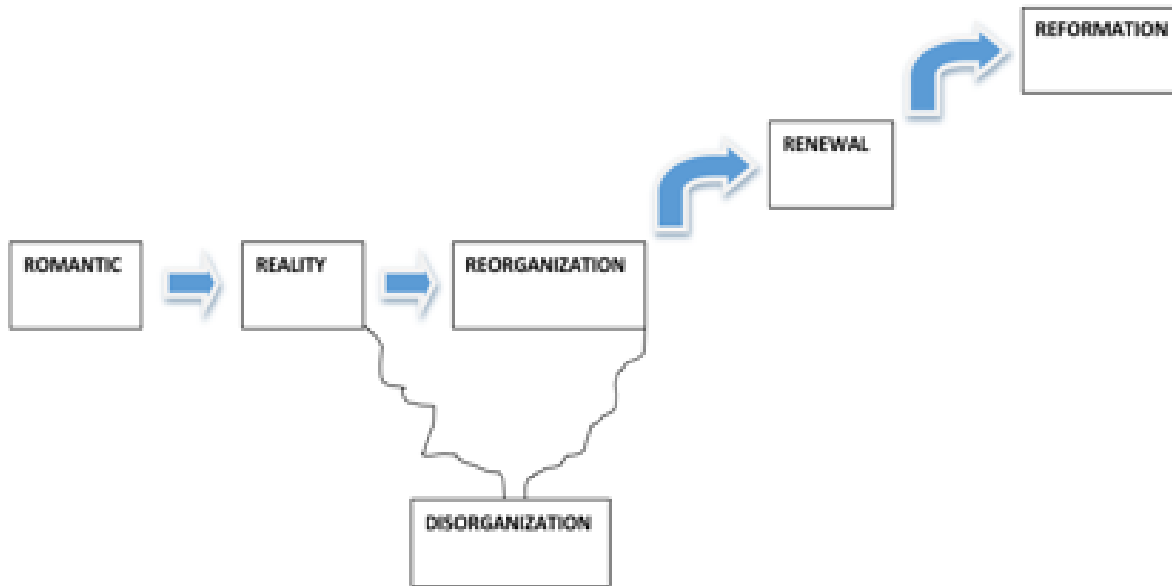 REFORMATION
RENEWAL
ROMANTIC
REALITY
REORGANIZATION
DISORGANIZATION